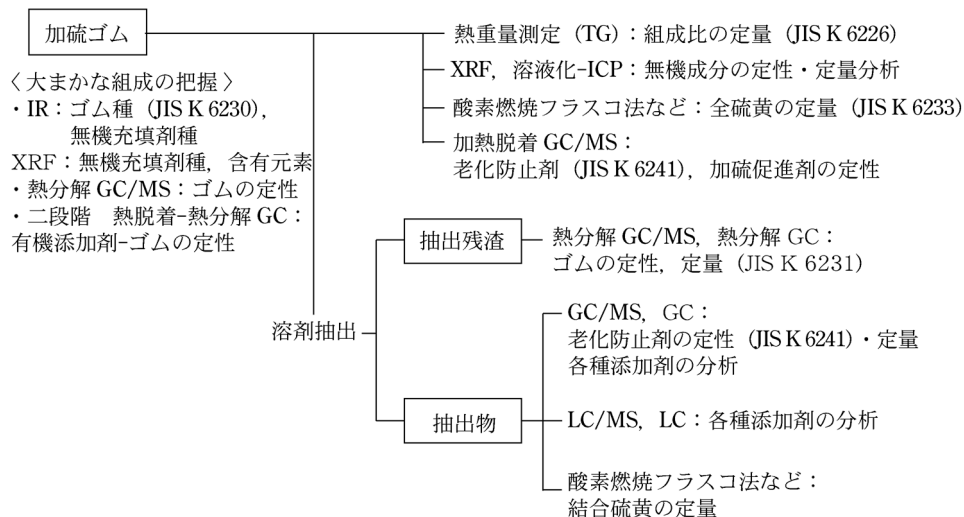 加硫ゴム
〈 大まかな組成の把握 〉
・IR：ゴム種（JIS K 6230），
無機充填剤種
XRF：無機充填剤種，含有元素
・熱分解 GC/MS：ゴムの定性
・二段階　熱脱着-熱分解 GC：
有機添加剤-ゴムの定性
熱重量測定（TG）：組成比の定量（JIS K 6226）
XRF，溶液化-ICP：無機成分の定性・定量分析
酸素燃焼フラスコ法など：全硫黄の定量（JIS K 6233）
加熱脱着 GC/MS：
老化防止剤（JIS K 6241），加硫促進剤の定性
溶剤抽出
抽出残渣
熱分解 GC/MS，熱分解 GC：
ゴムの定性，定量（JIS K 6231）
抽出物
GC/MS，GC：
老化防止剤の定性（JIS K 6241）・定量
各種添加剤の分析
LC/MS，LC：各種添加剤の分析
酸素燃焼フラスコ法など：
結合硫黄の定量